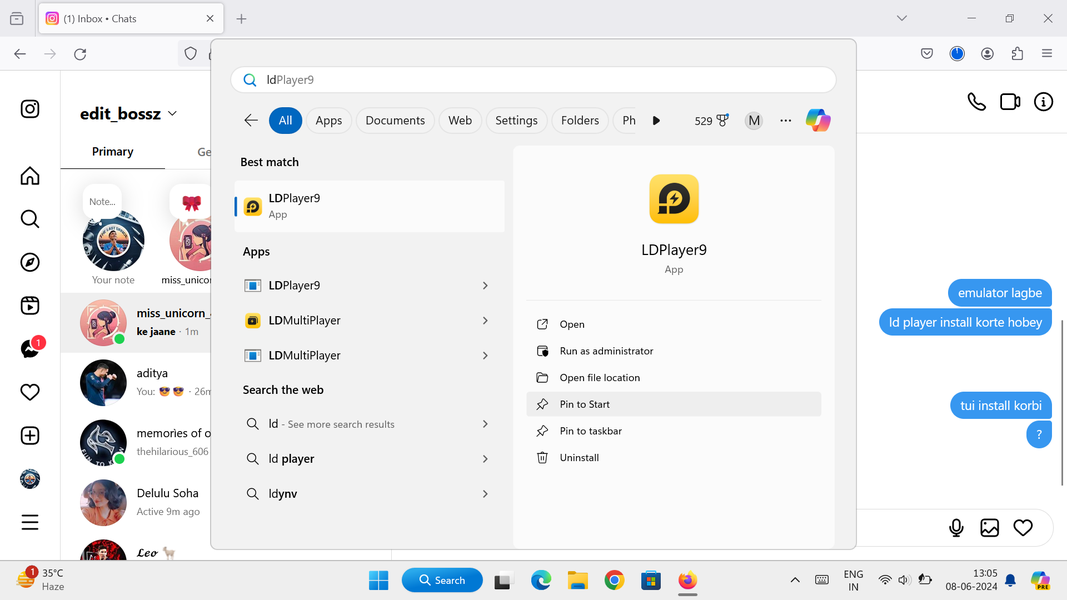 (1) Inbox • Chats
ldPlayer9
All
Apps
Documents
Web
Settings
Folders
Ph
529
M
edit_bossz
Primary
Ge
Note...
Your note
miss_unicor
miss_unicorn_
ke jaane · 1m
aditya
You: 😎😎 · 26m
memories of o
thehilarious_606
Delulu Soha
Active 9m ago
𝓛𝓮𝓸 🐐
1
Best match
LDPlayer9
App
Apps
LDPlayer9
LDMultiPlayer
LDMultiPlayer
Search the web
ld - See more search results
ld player
ldynv
LDPlayer9
App
Open
Run as administrator
Open file location
Pin to Start
Pin to taskbar
Uninstall
emulator lagbe
ld player install korte hobey
tui install korbi
?
1
35°C
Haze
Search
ENG
IN
13:05
08-06-2024
PRE